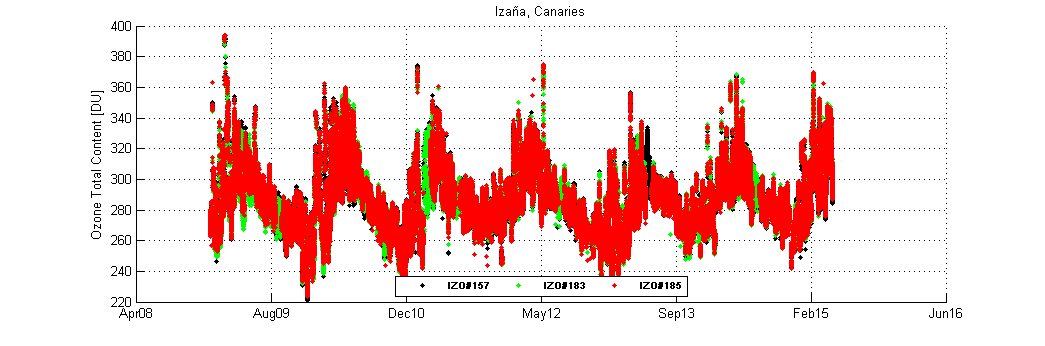 Izaña, Canaries
Ozone Total Content [DU]
400
380
360
340
320
300
280
260
240
220
IZO#157 IZO#183 IZO#185
Apr08 Aug09 Dec10 May12 Sep13 Feb15 Jun16